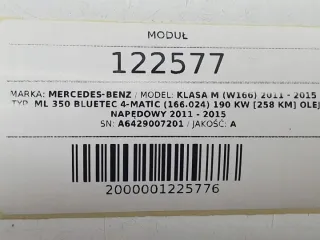 MODUŁ
122577
MARKA: MERCEDES-BENZ / MODEL: KLASA M (W166) 2011 - 2015
TYP: ML 350 BLUETEC 4-MATIC (166.024) 190 KW [258 KM] OLEJ
NAPĘDOWY 2011 - 2015
SN: A6429007201 / JAKOŚĆ: A
2000001225776